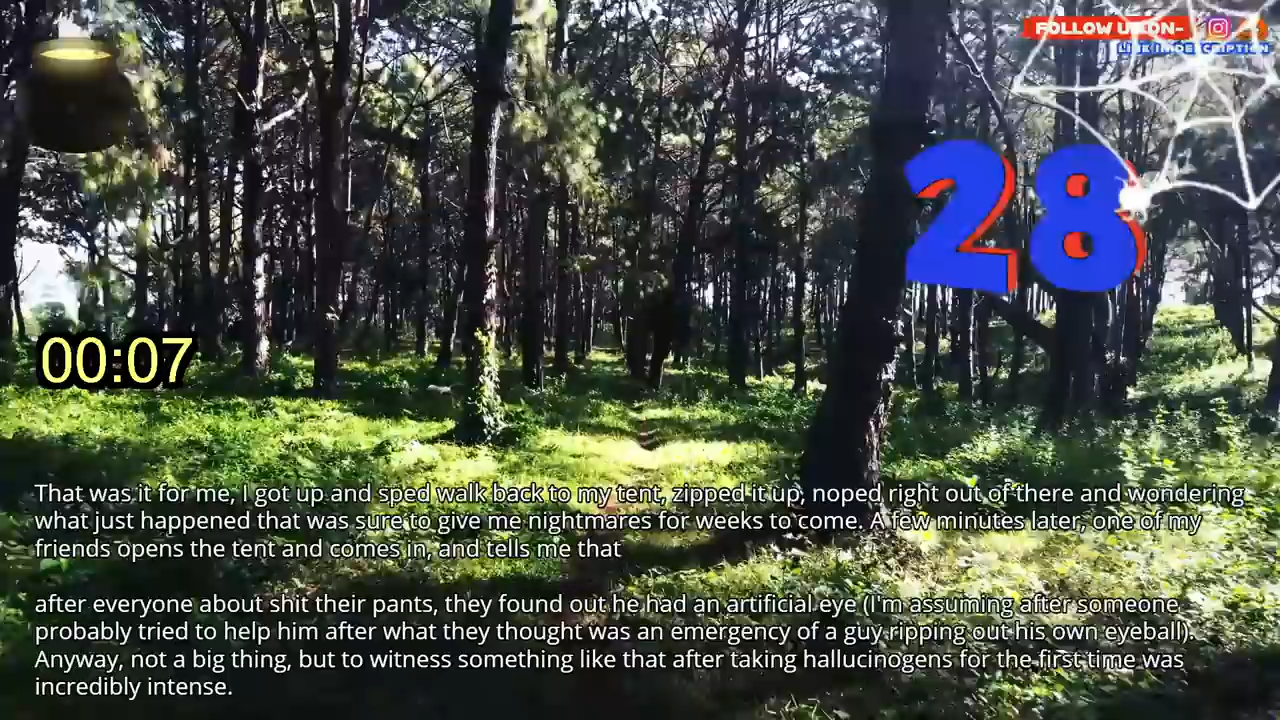 FOLLOW US ON-
28
00:07
That was it for me, I got up and sped walk back to my tent, zipped it up, noped right out of there and wondering
what just happened that was sure to give me nightmares for weeks to come. A few minutes later, one of my
friends opens the tent and comes in, and tells me that
after everyone about shit their pants, they found out he had an artificial eye (I'm assuming after someone
probably tried to help him after what they thought was an emergency of a guy ripping out his own eyeball).
Anyway, not a big thing, but to witness something like that after taking hallucinogens for the first time was
incredibly intense.